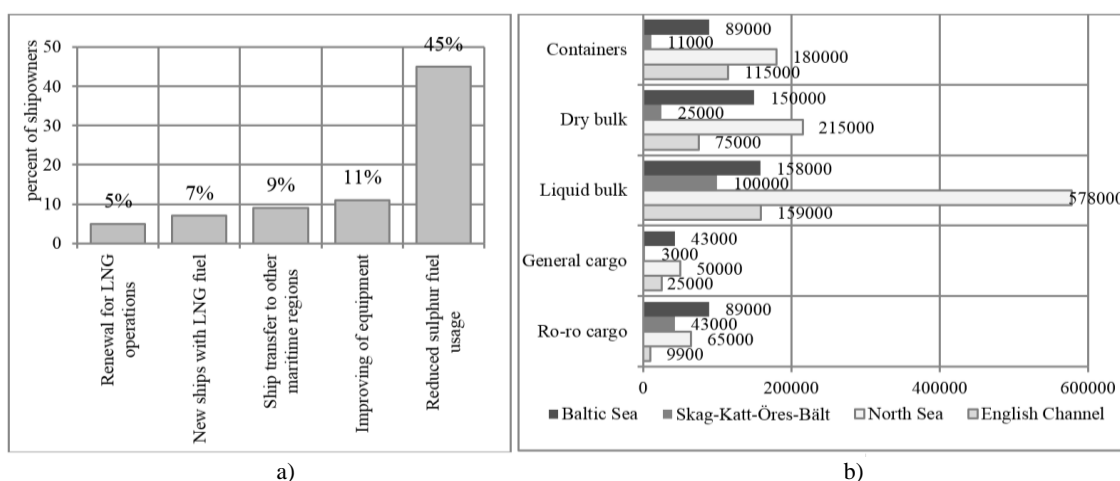 percent of shipowners
50
40
30
20
10
0
5%
7%
9%
11%
45%
Renewal for LNG
operations
New ships with LNG fuel
Ship transfer to other
maritime regions
Improving of equipment
Reduced sulphur fuel
usage
a)
Containers
89000
11000
180000
115000
Dry bulk
150000
25000
215000
75000
Liquid bulk
158000
100000
578000
159000
General cargo
43000
3000
50000
25000
Ro-ro cargo
89000
43000
65000
9900
0 200000 400000 600000
Baltic Sea Skag-Katt-Öres-Bält North Sea English Channel
b)